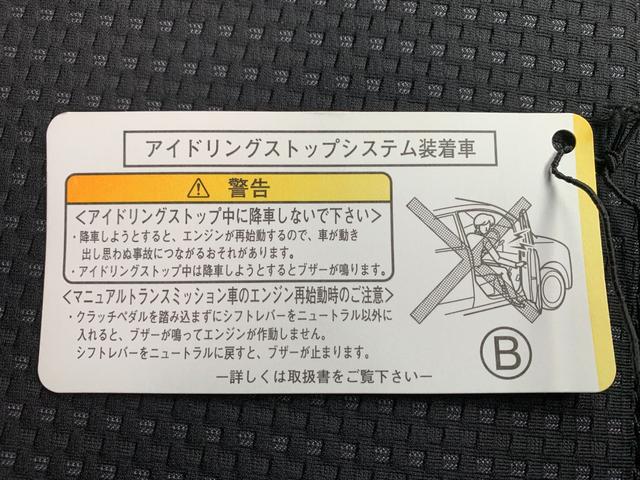 アイドリングストップシステム装着車
警告
＜アイドリングストップ中に降車しないで下さい＞
・降車しようとすると、エンジンが再始動するので、車が動き
出し思わぬ事故につながるおそれがあります。
・アイドリングストップ中は降車しようとするとブザーが鳴ります。
＜マニュアルトランスミッション車のエンジン再始動時のご注意＞
・クラッチペダルを踏み込まずにシフトレバーをニュートラル以外に
入れると、ブザーが鳴ってエンジンが作動しません。
シフトレバーをニュートラルに戻すと、ブザーが止まります。
―詳しくは取扱書をご覧下さい―
B